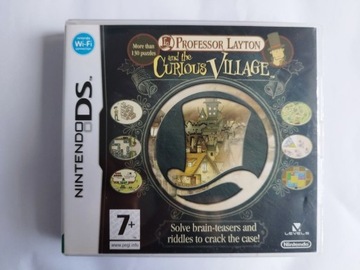 Wi-Fi
NINTENDO DS
TM
More than
130 puzzles
PROFESSOR LAYTON
and the
CURIOUS VILLAGE
7+
www.pegi.info
Solve brain-teasers and
riddles to crack the case!
LEVEL5
Nintendo